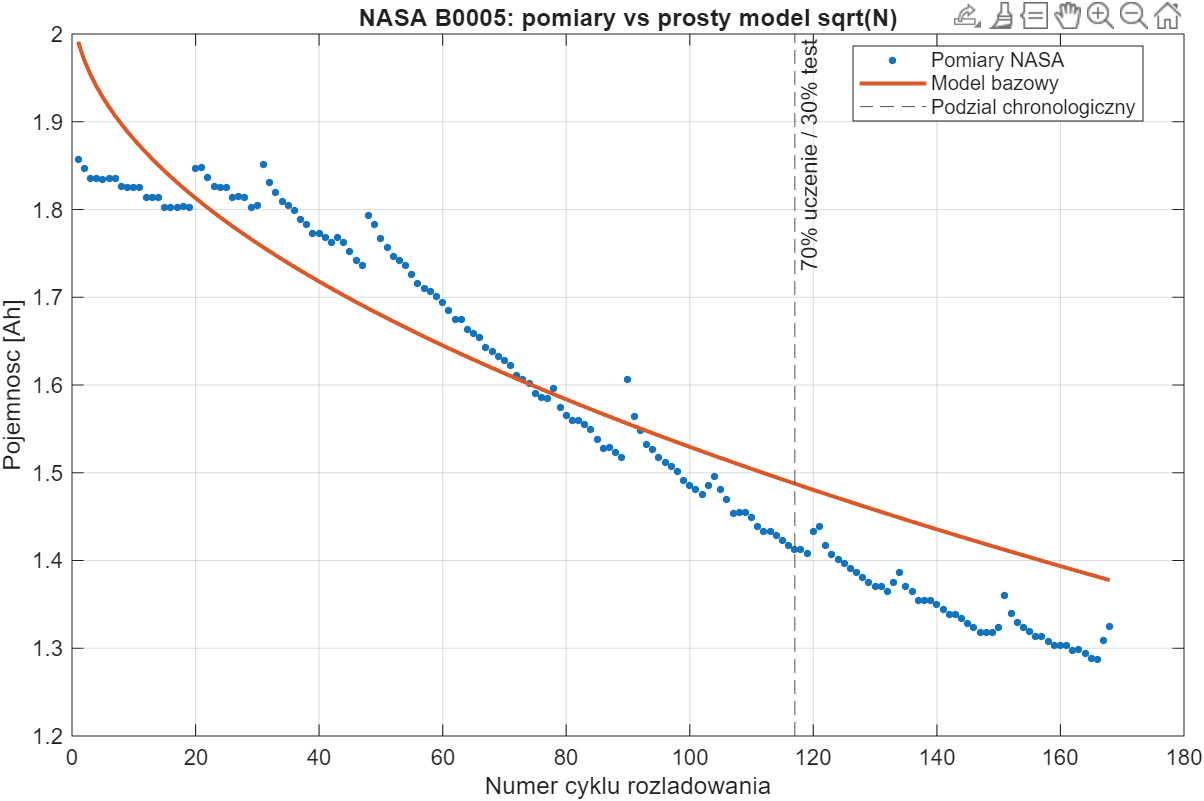 NASA B0005: pomiary vs prosty model sqrt(N)
Pomiary NASA
Model bazowy
Podzial chronologiczny
70% uczenie / 30% test
Pojemnosc [Ah]
2
1.9
1.8
1.7
1.6
1.5
1.4
1.3
1.2
0 20 40 60 80 100 120 140 160 180
Numer cyklu rozladowania